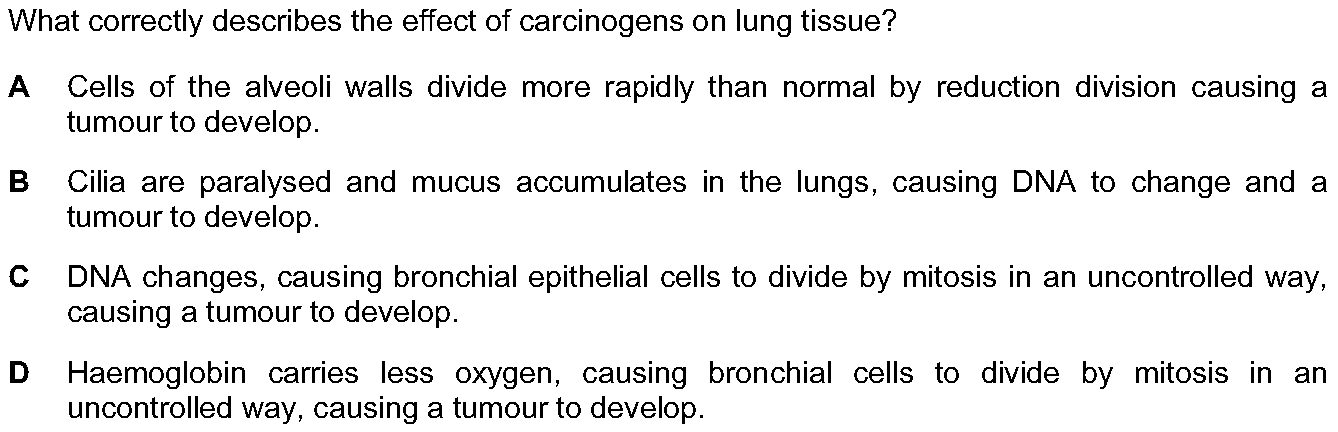 What correctly describes the effect of carcinogens on lung tissue?
A Cells of the alveoli walls divide more rapidly than normal by reduction division causing a
tumour to develop.
B Cilia are paralysed and mucus accumulates in the lungs, causing DNA to change and a
tumour to develop.
C DNA changes, causing bronchial epithelial cells to divide by mitosis in an uncontrolled way,
causing a tumour to develop.
D Haemoglobin carries less oxygen, causing bronchial cells to divide by mitosis in an
uncontrolled way, causing a tumour to develop.